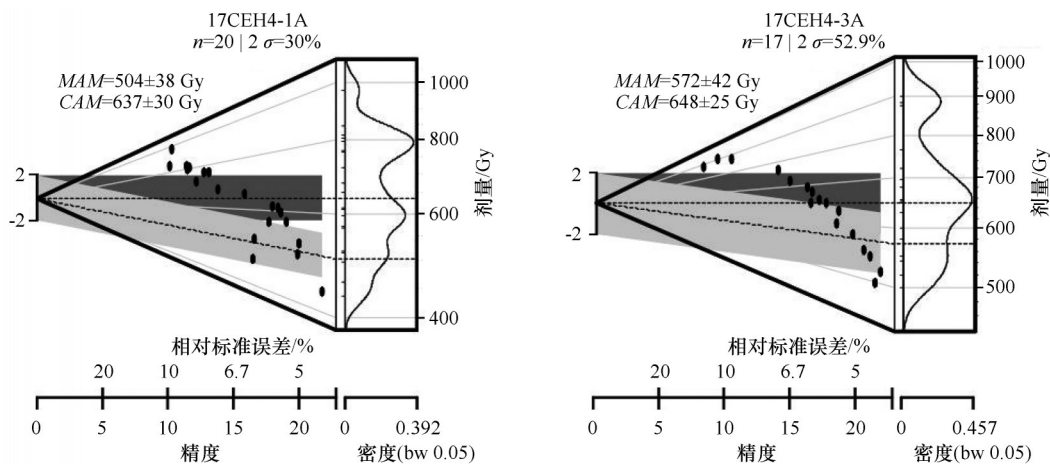 17CEH4-1A
n=20 | 2 σ=30%
MAM=504±38 Gy
CAM=637±30 Gy
2
-2
1000
800
600
400
剂量/Gy
相对标准误差/%
20 10 6.7 5
0 5 10 15 20
0 0.392
精度
密度(bw 0.05)
17CEH4-3A
n=17 | 2 σ=52.9%
MAM=572±42 Gy
CAM=648±25 Gy
2
-2
1000
900
800
700
600
500
剂量/Gy
相对标准误差/%
20 10 6.7 5
0 5 10 15 20
0 0.457
精度
密度(bw 0.05)